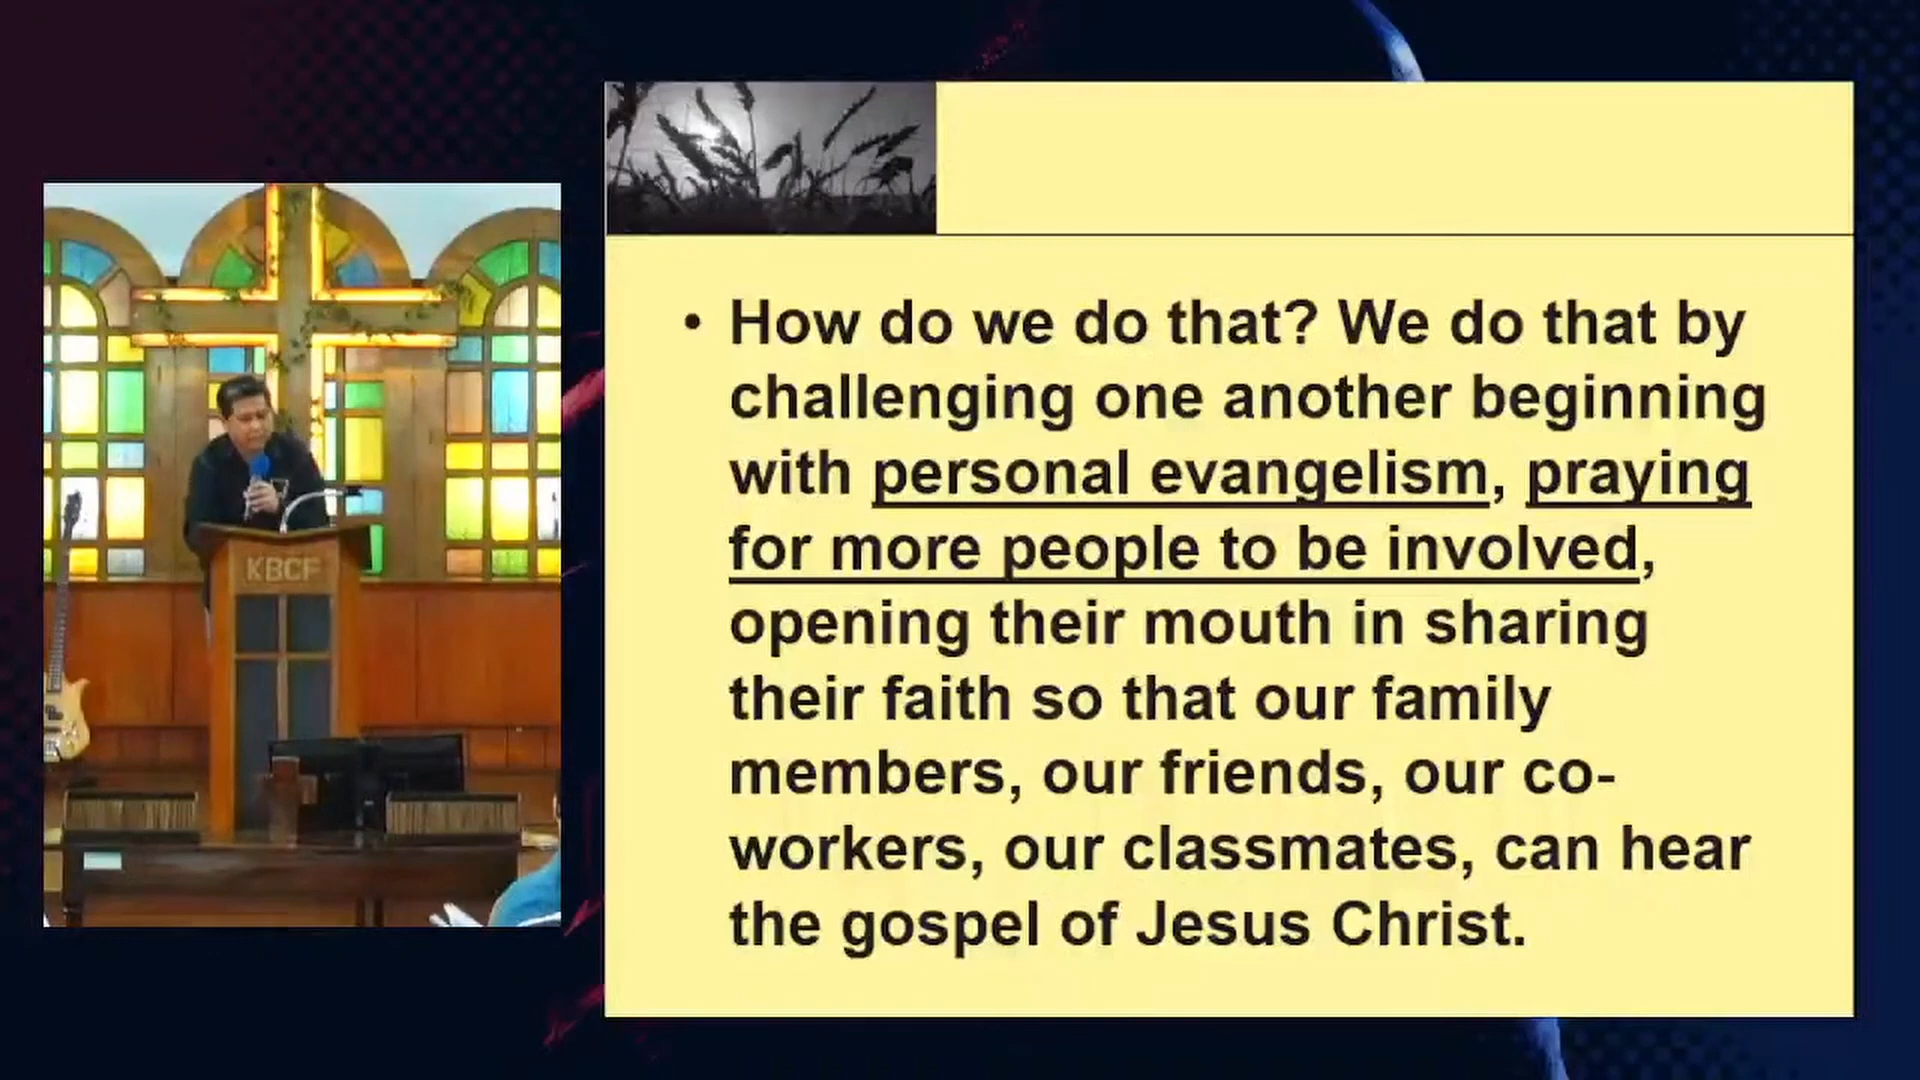 KBCF
• How do we do that? We do that by
challenging one another beginning
with personal evangelism, praying
for more people to be involved,
opening their mouth in sharing
their faith so that our family
members, our friends, our co-
workers, our classmates, can hear
the gospel of Jesus Christ.